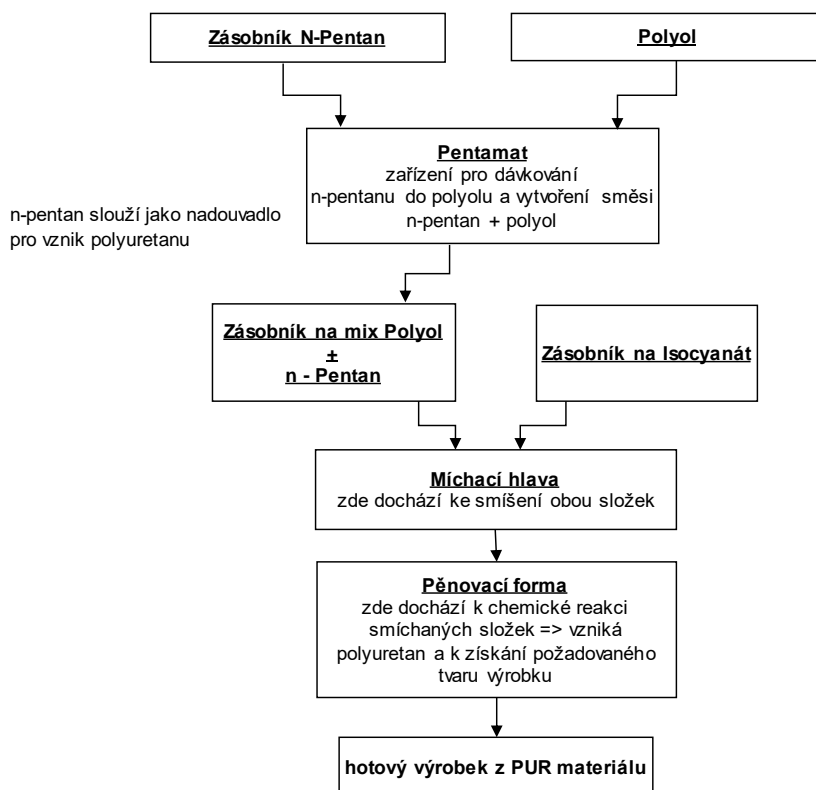 Zásobník N-Pentan
Polyol
Pentamat
zařízení pro dávkování
n-pentanu do polyolu a vytvoření směsi
n-pentan + polyol
n-pentan slouží jako nadouvadlo
pro vznik polyuretanu
Zásobník na mix Polyol
+
n - Pentan
Zásobník na Isocyanát
Míchací hlava
zde dochází ke smíšení obou složek
Pěnovací forma
zde dochází k chemické reakci
smíchaných složek => vzniká
polyuretan a k získání požadovaného
tvaru výrobku
hotový výrobek z PUR materiálu